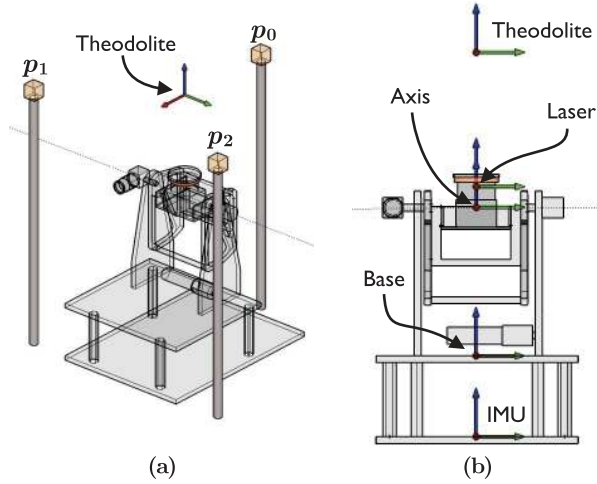 p0
Theodolite
p1
p2
(a)
Theodolite
Axis
Laser
Base
IMU
(b)